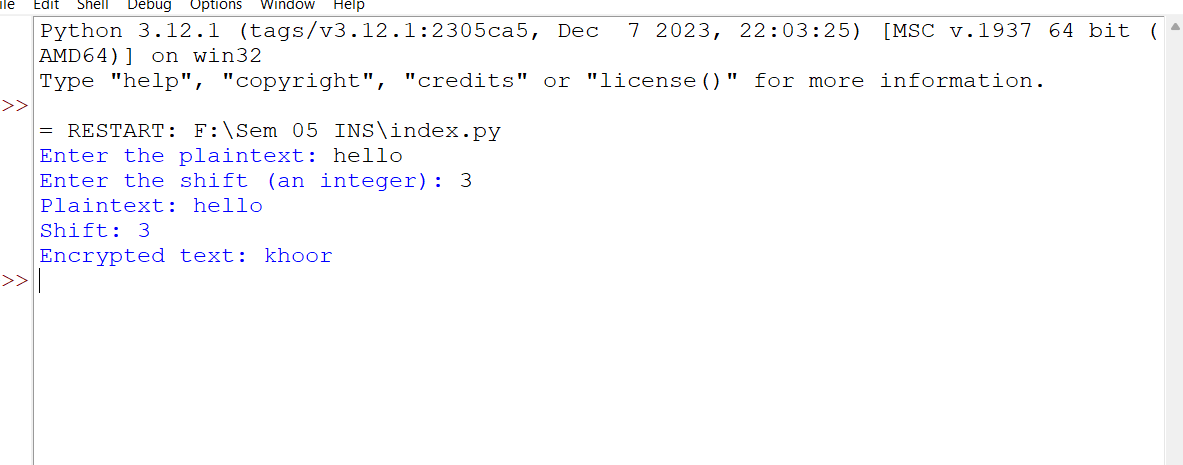 ile Edit Shell Debug Options Window Help
Python 3.12.1 (tags/v3.12.1:2305ca5, Dec  7 2023, 22:03:25) [MSC v.1937 64 bit (
AMD64)] on win32
Type "help", "copyright", "credits" or "license()" for more information.
>>
= RESTART: F:\Sem 05 INS\index.py
Enter the plaintext: hello
Enter the shift (an integer): 3
Plaintext: hello
Shift: 3
Encrypted text: khoor
>>